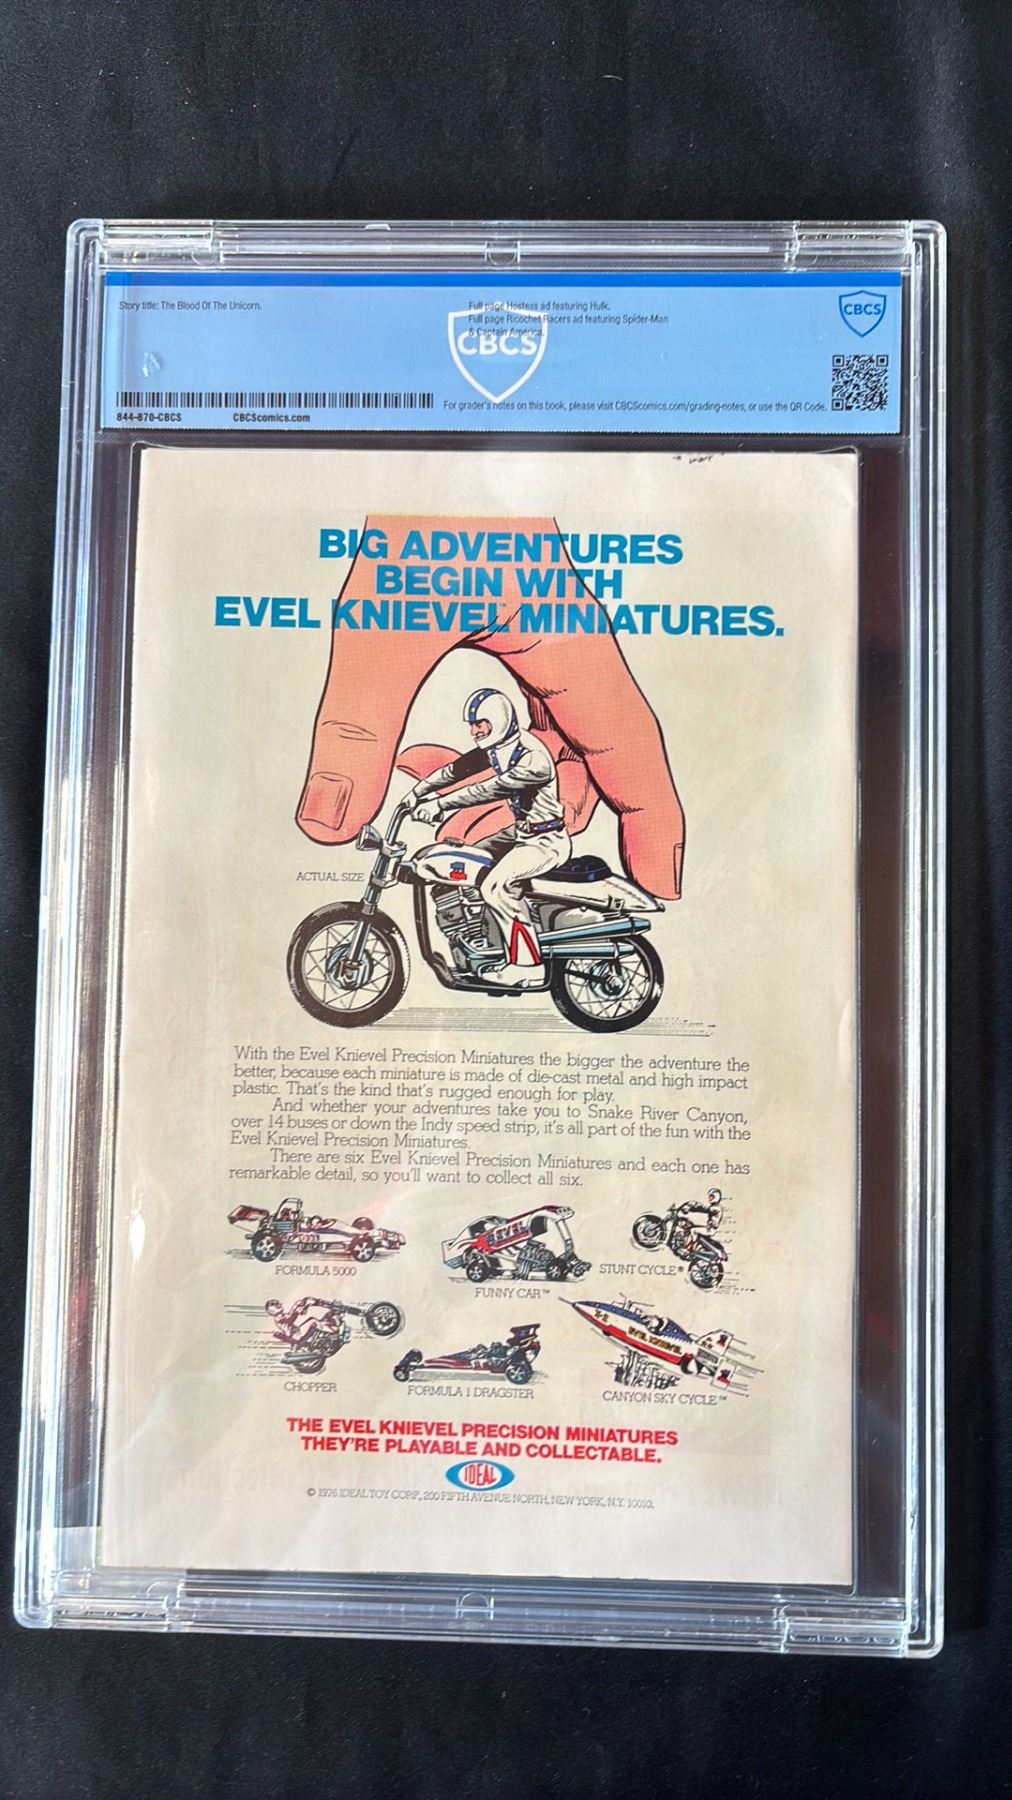 Story title: The Blood Of The Unicorn.
Full page Hostess ad featuring Hulk.
Full page Ricochet Racers ad featuring Spider-Man
& Captain America.
CBCS
CBCS
For grader's notes on this book, please visit CBCScomics.com/grading-notes, or use the QR Code.
844-870-CBCS CBCScomics.com
BIG ADVENTURES
BEGIN WITH
EVEL KNIEVEL™ MINIATURES.
ACTUAL SIZE
With the Evel Knievel Precision Miniatures the bigger the adventure the
better, because each miniature is made of die-cast metal and high impact
plastic. That's the kind that's rugged enough for play.
And whether your adventures take you to Snake River Canyon,
over 14 buses or down the Indy speed strip, it's all part of the fun with the
Evel Knievel Precision Miniatures.
There are six Evel Knievel Precision Miniatures and each one has
remarkable detail, so you'll want to collect all six.
FORMULA 5000
EVEL
FUNNY CAR™
STUNT CYCLE®
CHOPPER
FORMULA 1 DRAGSTER
X-2
EVEL KNIEVEL
CANYON SKY CYCLE™
THE EVEL KNIEVEL PRECISION MINIATURES
THEY'RE PLAYABLE AND COLLECTABLE.
IDEAL
© 1976 IDEAL TOY CORP., 200 FIFTH AVENUE NORTH, NEW YORK, N.Y. 10010.